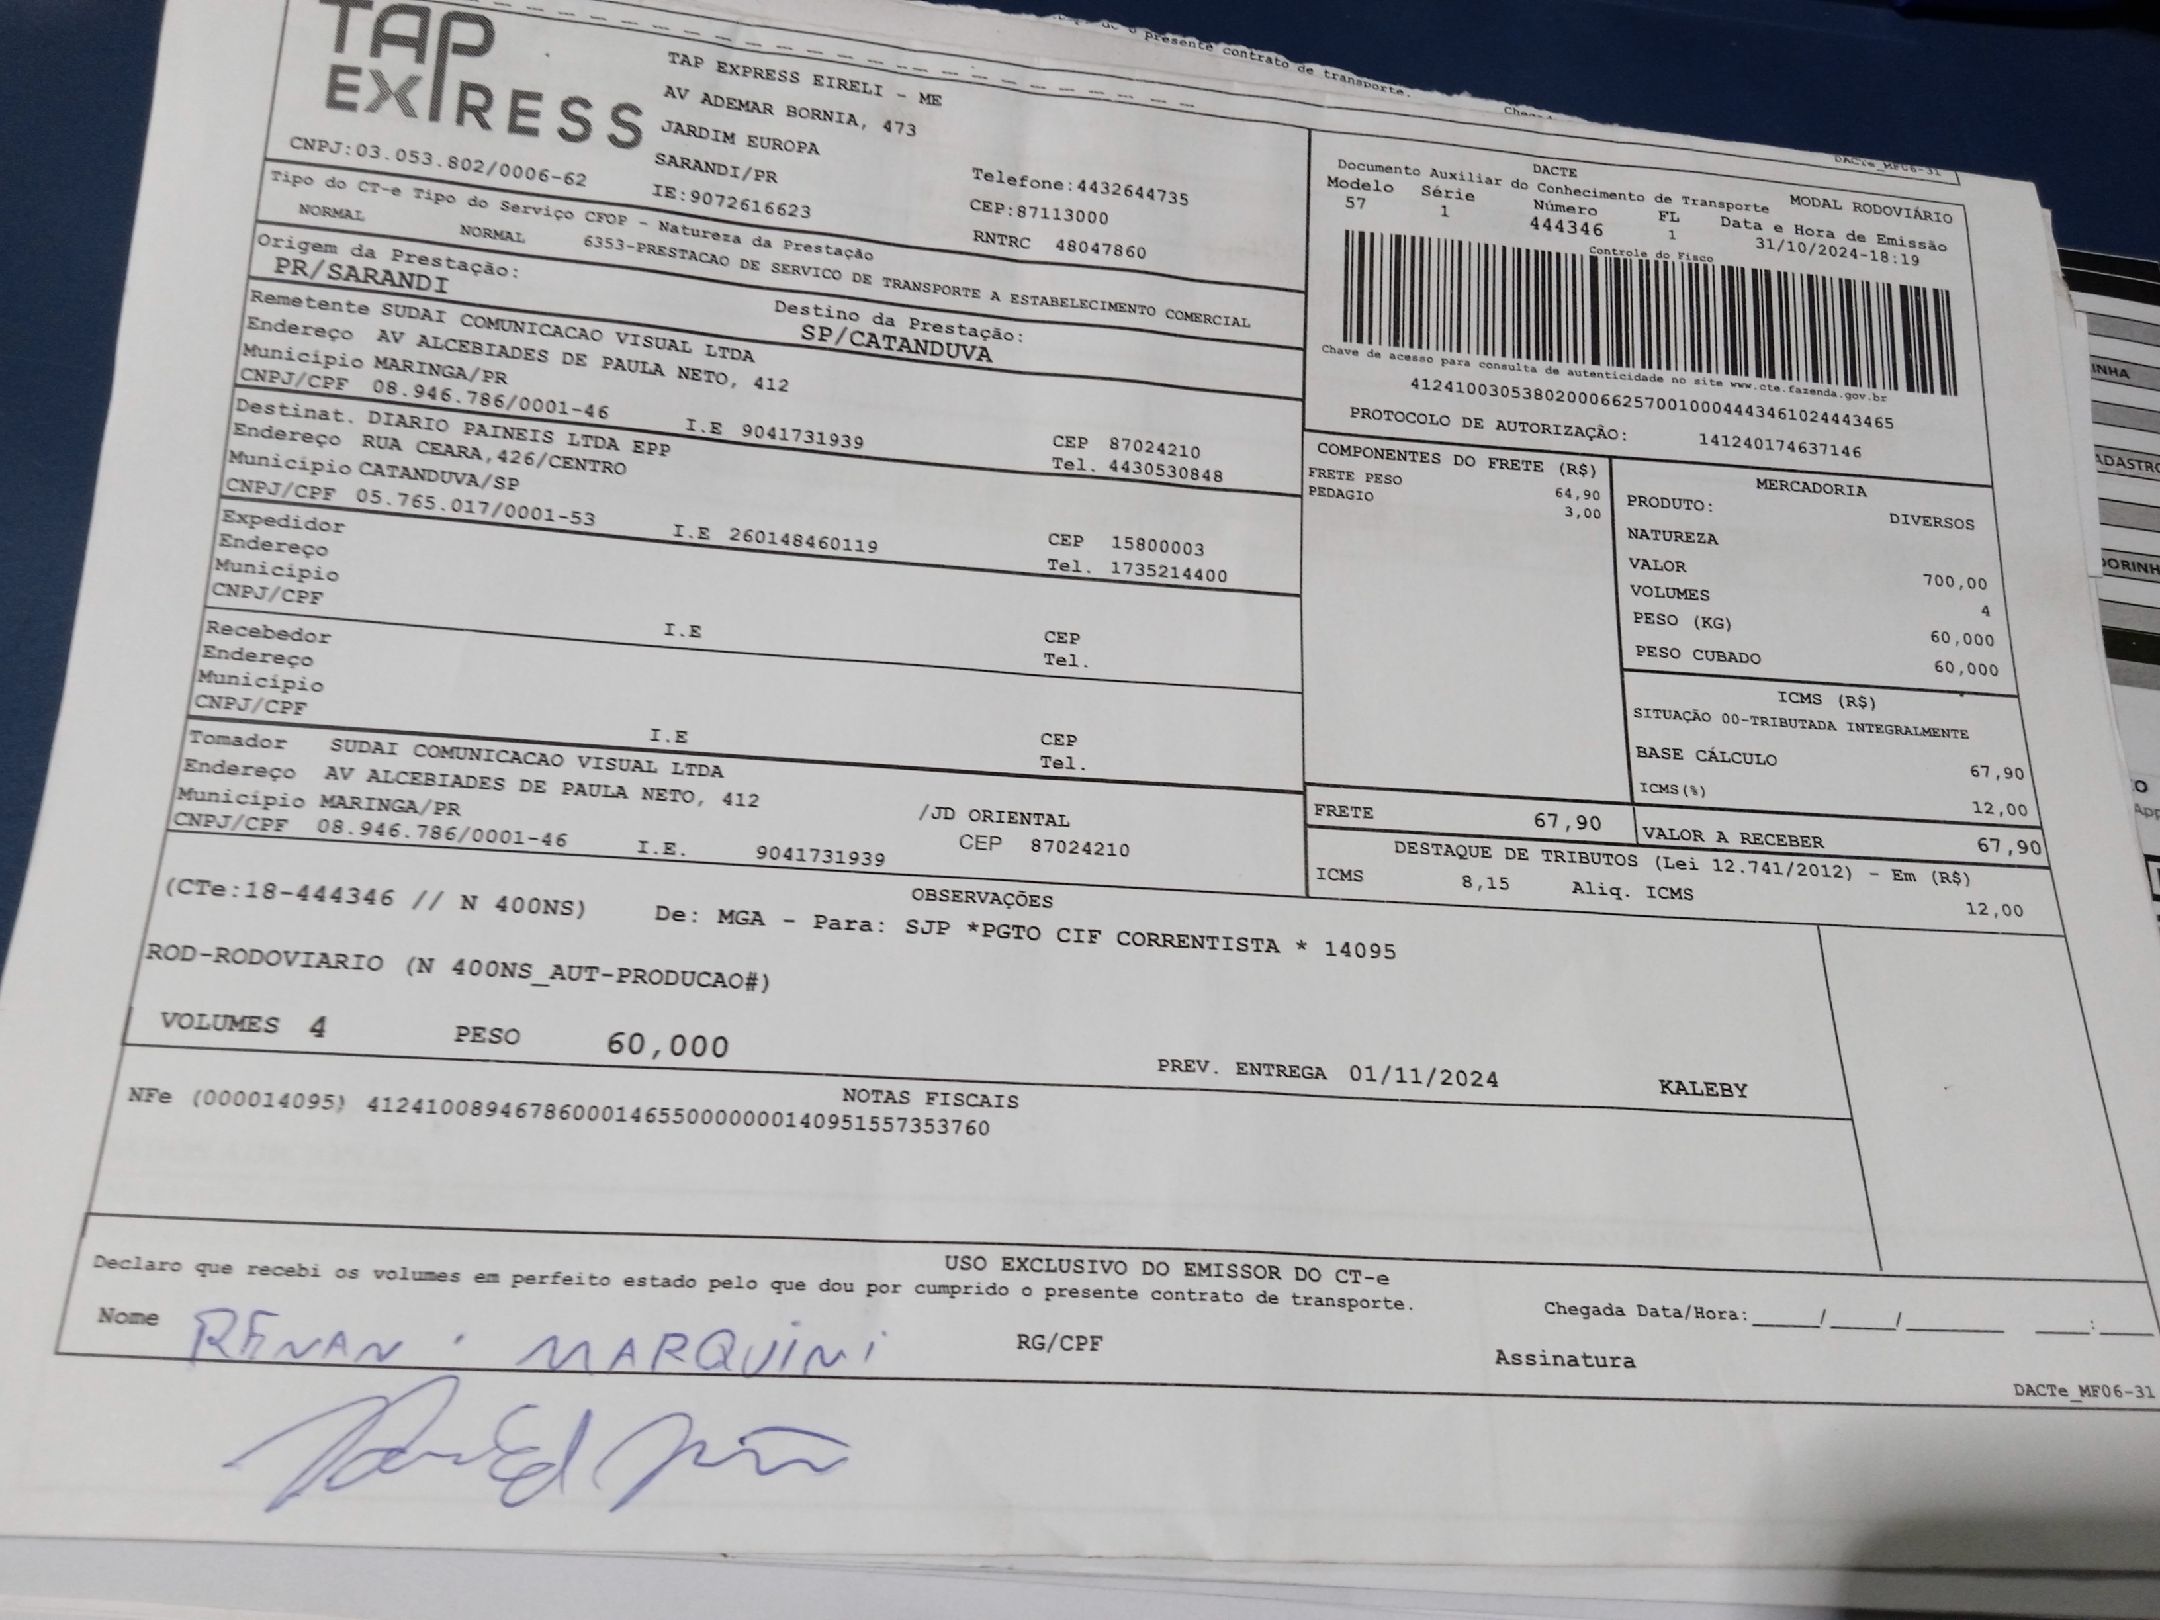 TAP
EXPRESS
CNPJ:03.053.802/0006-62
TAP EXPRESS EIRELI - ME
AV ADEMAR BORNIA, 473
JARDIM EUROPA
SARANDI/PR
IE:9072616623
Telefone:4432644735
CEP:87113000
RNTRC 48047860
o presente contrato de transporte.
DACTe_MF06-31
DACTE
Documento Auxiliar do Conhecimento de Transporte
MODAL RODOVIÁRIO
Modelo Série Número FL Data e Hora de Emissão
57 1 444346 1 31/10/2024-18:19
Controle do Fisco
Chave de acesso para consulta de autenticidade no site www.cte.fazenda.gov.br
41241003053802000662570010004443461024443465
PROTOCOLO DE AUTORIZAÇÃO: 141240174637146
Tipo do CT-e Tipo do Serviço CFOP - Natureza da Prestação
NORMAL NORMAL 6353-PRESTACAO DE SERVICO DE TRANSPORTE A ESTABELECIMENTO COMERCIAL
Origem da Prestação:
PR/SARANDI
Destino da Prestação:
SP/CATANDUVA
Remetente SUDAI COMUNICACAO VISUAL LTDA
Endereço AV ALCEBIADES DE PAULA NETO, 412
Município MARINGA/PR CEP 87024210
CNPJ/CPF 08.946.786/0001-46 I.E 9041731939 Tel. 4430530848
Destinat. DIARIO PAINEIS LTDA EPP
Endereço RUA CEARA,426/CENTRO
Município CATANDUVA/SP CEP 15800003
CNPJ/CPF 05.765.017/0001-53 I.E 260148460119 Tel. 1735214400
Expedidor
Endereço
Município CEP
CNPJ/CPF I.E Tel.
Recebedor
Endereço
Município CEP
CNPJ/CPF I.E Tel.
Tomador SUDAI COMUNICACAO VISUAL LTDA
Endereço AV ALCEBIADES DE PAULA NETO, 412 /JD ORIENTAL
Município MARINGA/PR CEP 87024210
CNPJ/CPF 08.946.786/0001-46 I.E. 9041731939
COMPONENTES DO FRETE (R$)
FRETE PESO 64,90
PEDAGIO 3,00
MERCADORIA
PRODUTO: DIVERSOS
NATUREZA
VALOR 700,00
VOLUMES 4
PESO (KG) 60,000
PESO CUBADO 60,000
ICMS (R$)
SITUAÇÃO 00-TRIBUTADA INTEGRALMENTE
BASE CÁLCULO 67,90
ICMS(%) 12,00
FRETE 67,90 VALOR A RECEBER 67,90
DESTAQUE DE TRIBUTOS (Lei 12.741/2012) - Em (R$)
ICMS 8,15 Aliq. ICMS 12,00
OBSERVAÇÕES
(CTe:18-444346 // N 400NS) De: MGA - Para: SJP *PGTO CIF CORRENTISTA * 14095
ROD-RODOVIARIO (N 400NS_AUT-PRODUCAO#)
VOLUMES 4 PESO 60,000 PREV. ENTREGA 01/11/2024 KALEBY
NOTAS FISCAIS
NFe (000014095) 41241008946786000146550000000140951557353760
USO EXCLUSIVO DO EMISSOR DO CT-e
Declaro que recebi os volumes em perfeito estado pelo que dou por cumprido o presente contrato de transporte.
Chegada Data/Hora:____/____/______ ___:___
Nome RENAN . MARQUINI RG/CPF Assinatura
DACTe_MF06-31